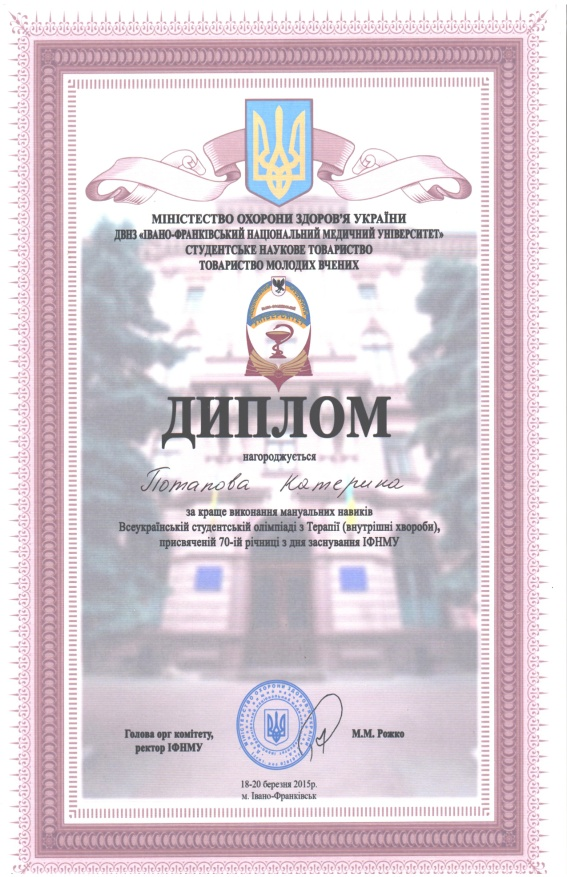 МІНІСТЕРСТВО ОХОРОНИ ЗДОРОВ'Я УКРАЇНИ
ДВНЗ «ІВАНО-ФРАНКІВСЬКИЙ НАЦІОНАЛЬНИЙ МЕДИЧНИЙ УНІВЕРСИТЕТ»
СТУДЕНТСЬКЕ НАУКОВЕ ТОВАРИСТВО
ТОВАРИСТВО МОЛОДИХ ВЧЕНИХ
ДИПЛОМ
нагороджується
Потапова Катерина
за краще виконання мануальних навиків
Всеукраїнській студентській олімпіаді з Терапії (внутрішні хвороби),
присвяченій 70-ій річниці з дня заснування ІФНМУ
Голова орг комітету,
ректор ІФНМУ
М.М. Рожко
18-20 березня 2015р.
м. Івано-Франківськ